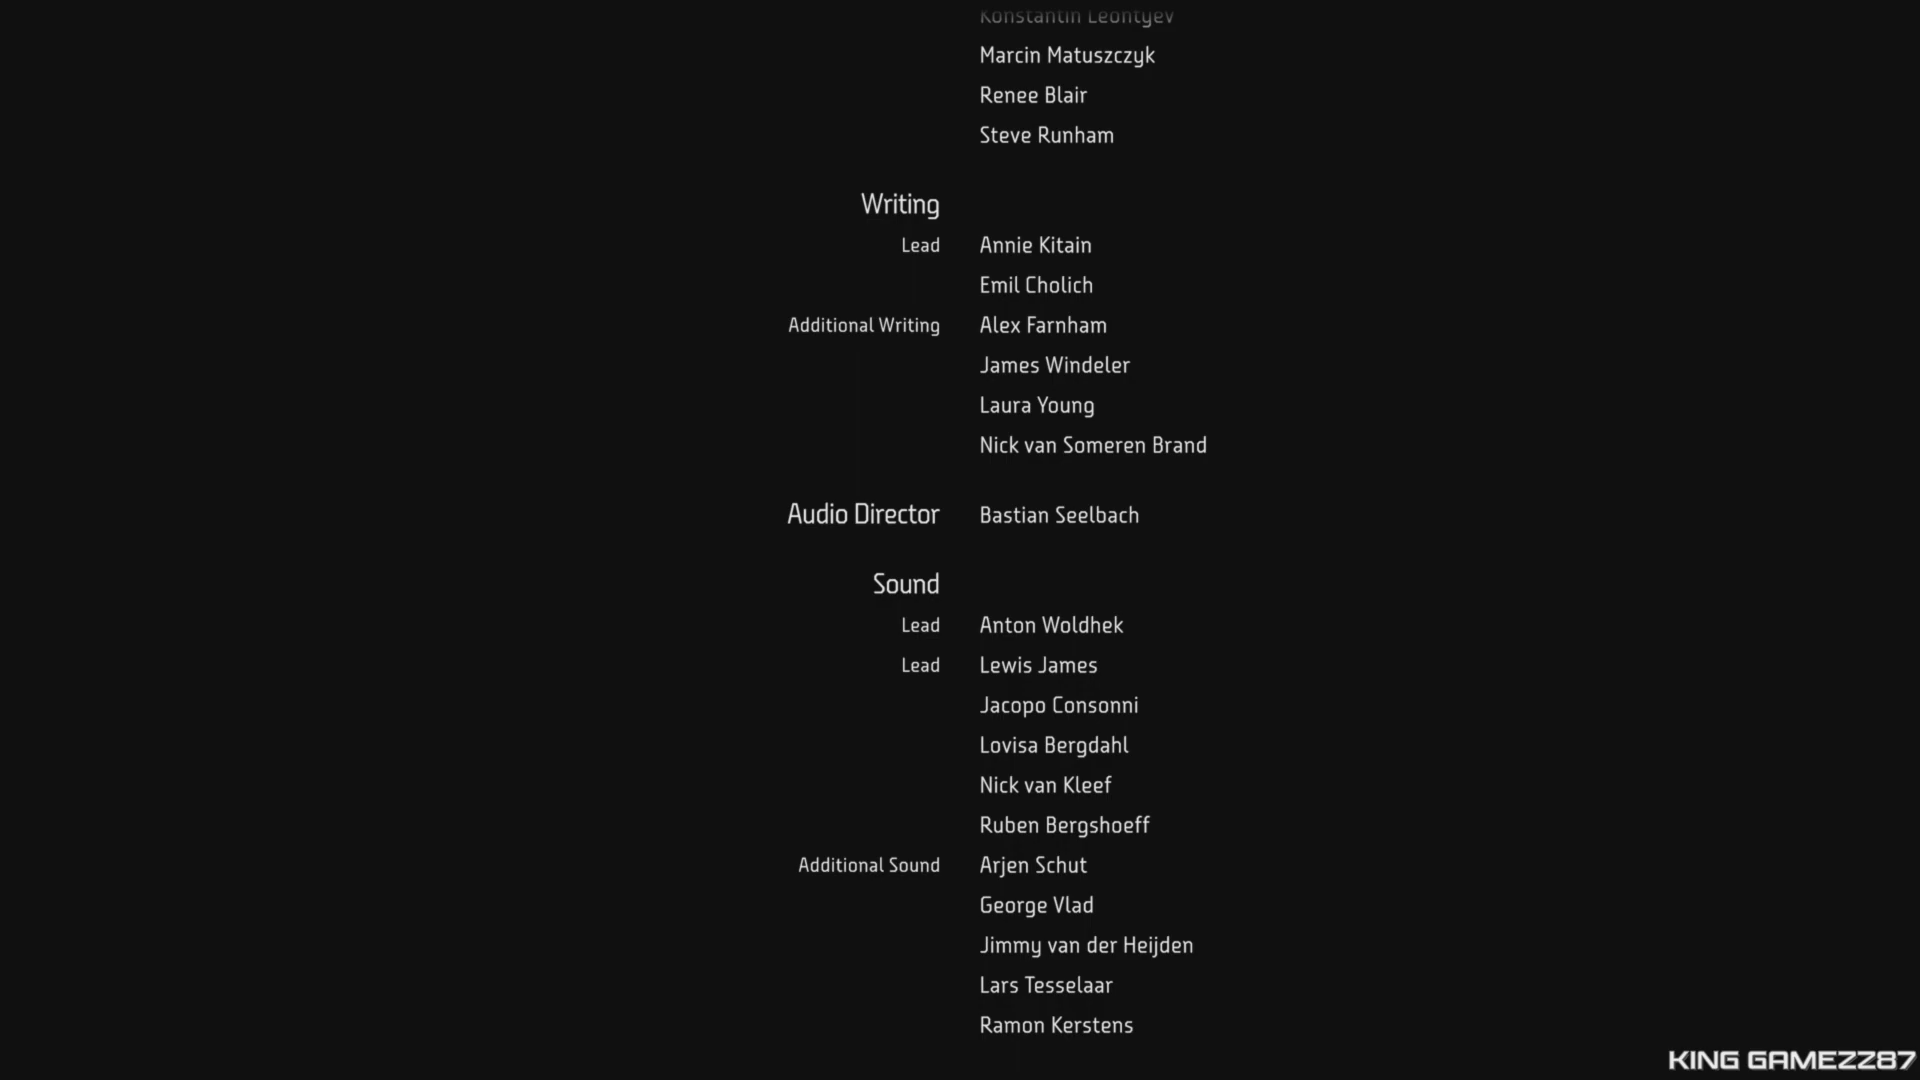 Konstantin Leontyev
Marcin Matuszczyk
Renee Blair
Steve Runham
Writing
Lead Annie Kitain
Emil Cholich
Additional Writing Alex Farnham
James Windeler
Laura Young
Nick van Someren Brand
Audio Director Bastian Seelbach
Sound
Lead Anton Woldhek
Lead Lewis James
Jacopo Consonni
Lovisa Bergdahl
Nick van Kleef
Ruben Bergshoeff
Additional Sound Arjen Schut
George Vlad
Jimmy van der Heijden
Lars Tesselaar
Ramon Kerstens
KING GAMEZZ87